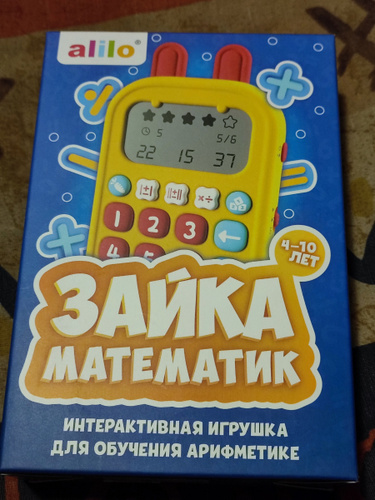 alilo
5 5/6
22 15 37
|±| |±±| ×÷
1 2 3
4 5
4–10
ЛЕТ
ЗАЙКА
МАТЕМАТИК
ИНТЕРАКТИВНАЯ ИГРУШКА
ДЛЯ ОБУЧЕНИЯ АРИФМЕТИКЕ